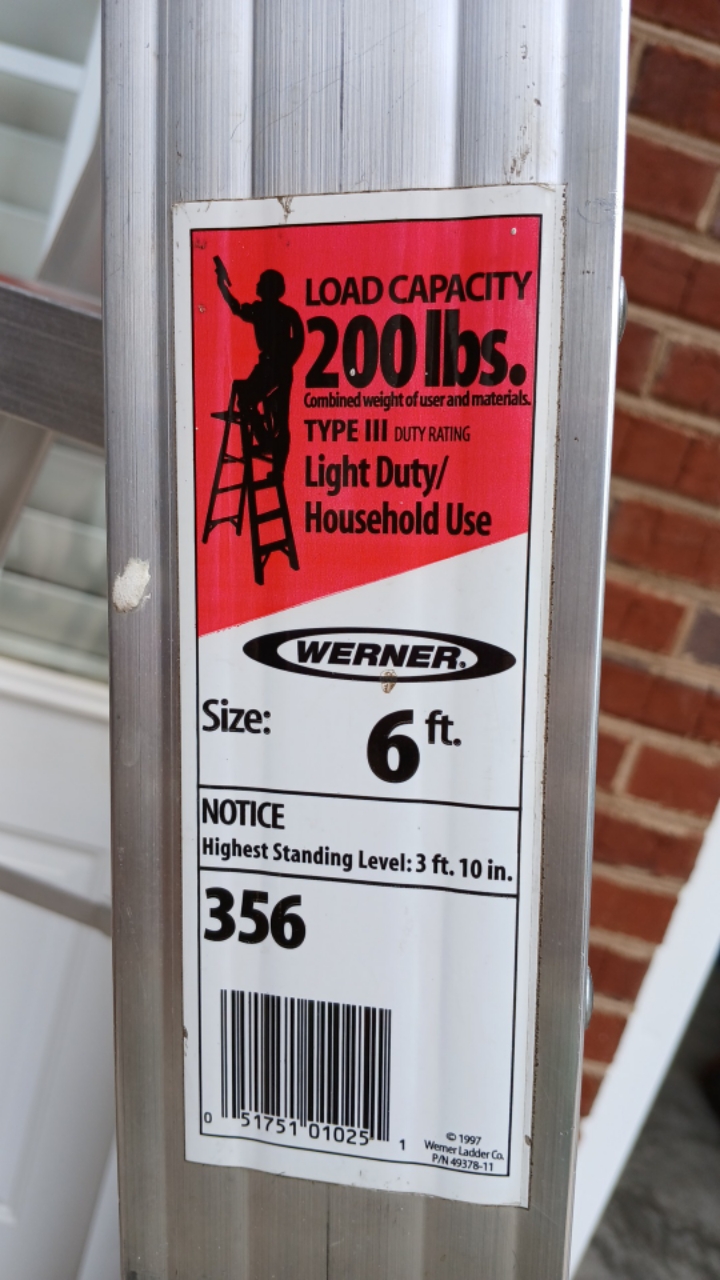 LOAD CAPACITY
200 lbs.
Combined weight of user and materials.
TYPE III DUTY RATING
Light Duty/
Household Use
WERNER®
Size: 6 ft.
NOTICE
Highest Standing Level: 3 ft. 10 in.
356
0 51751 01025 1
© 1997
Werner Ladder Co.
P/N 49378-11